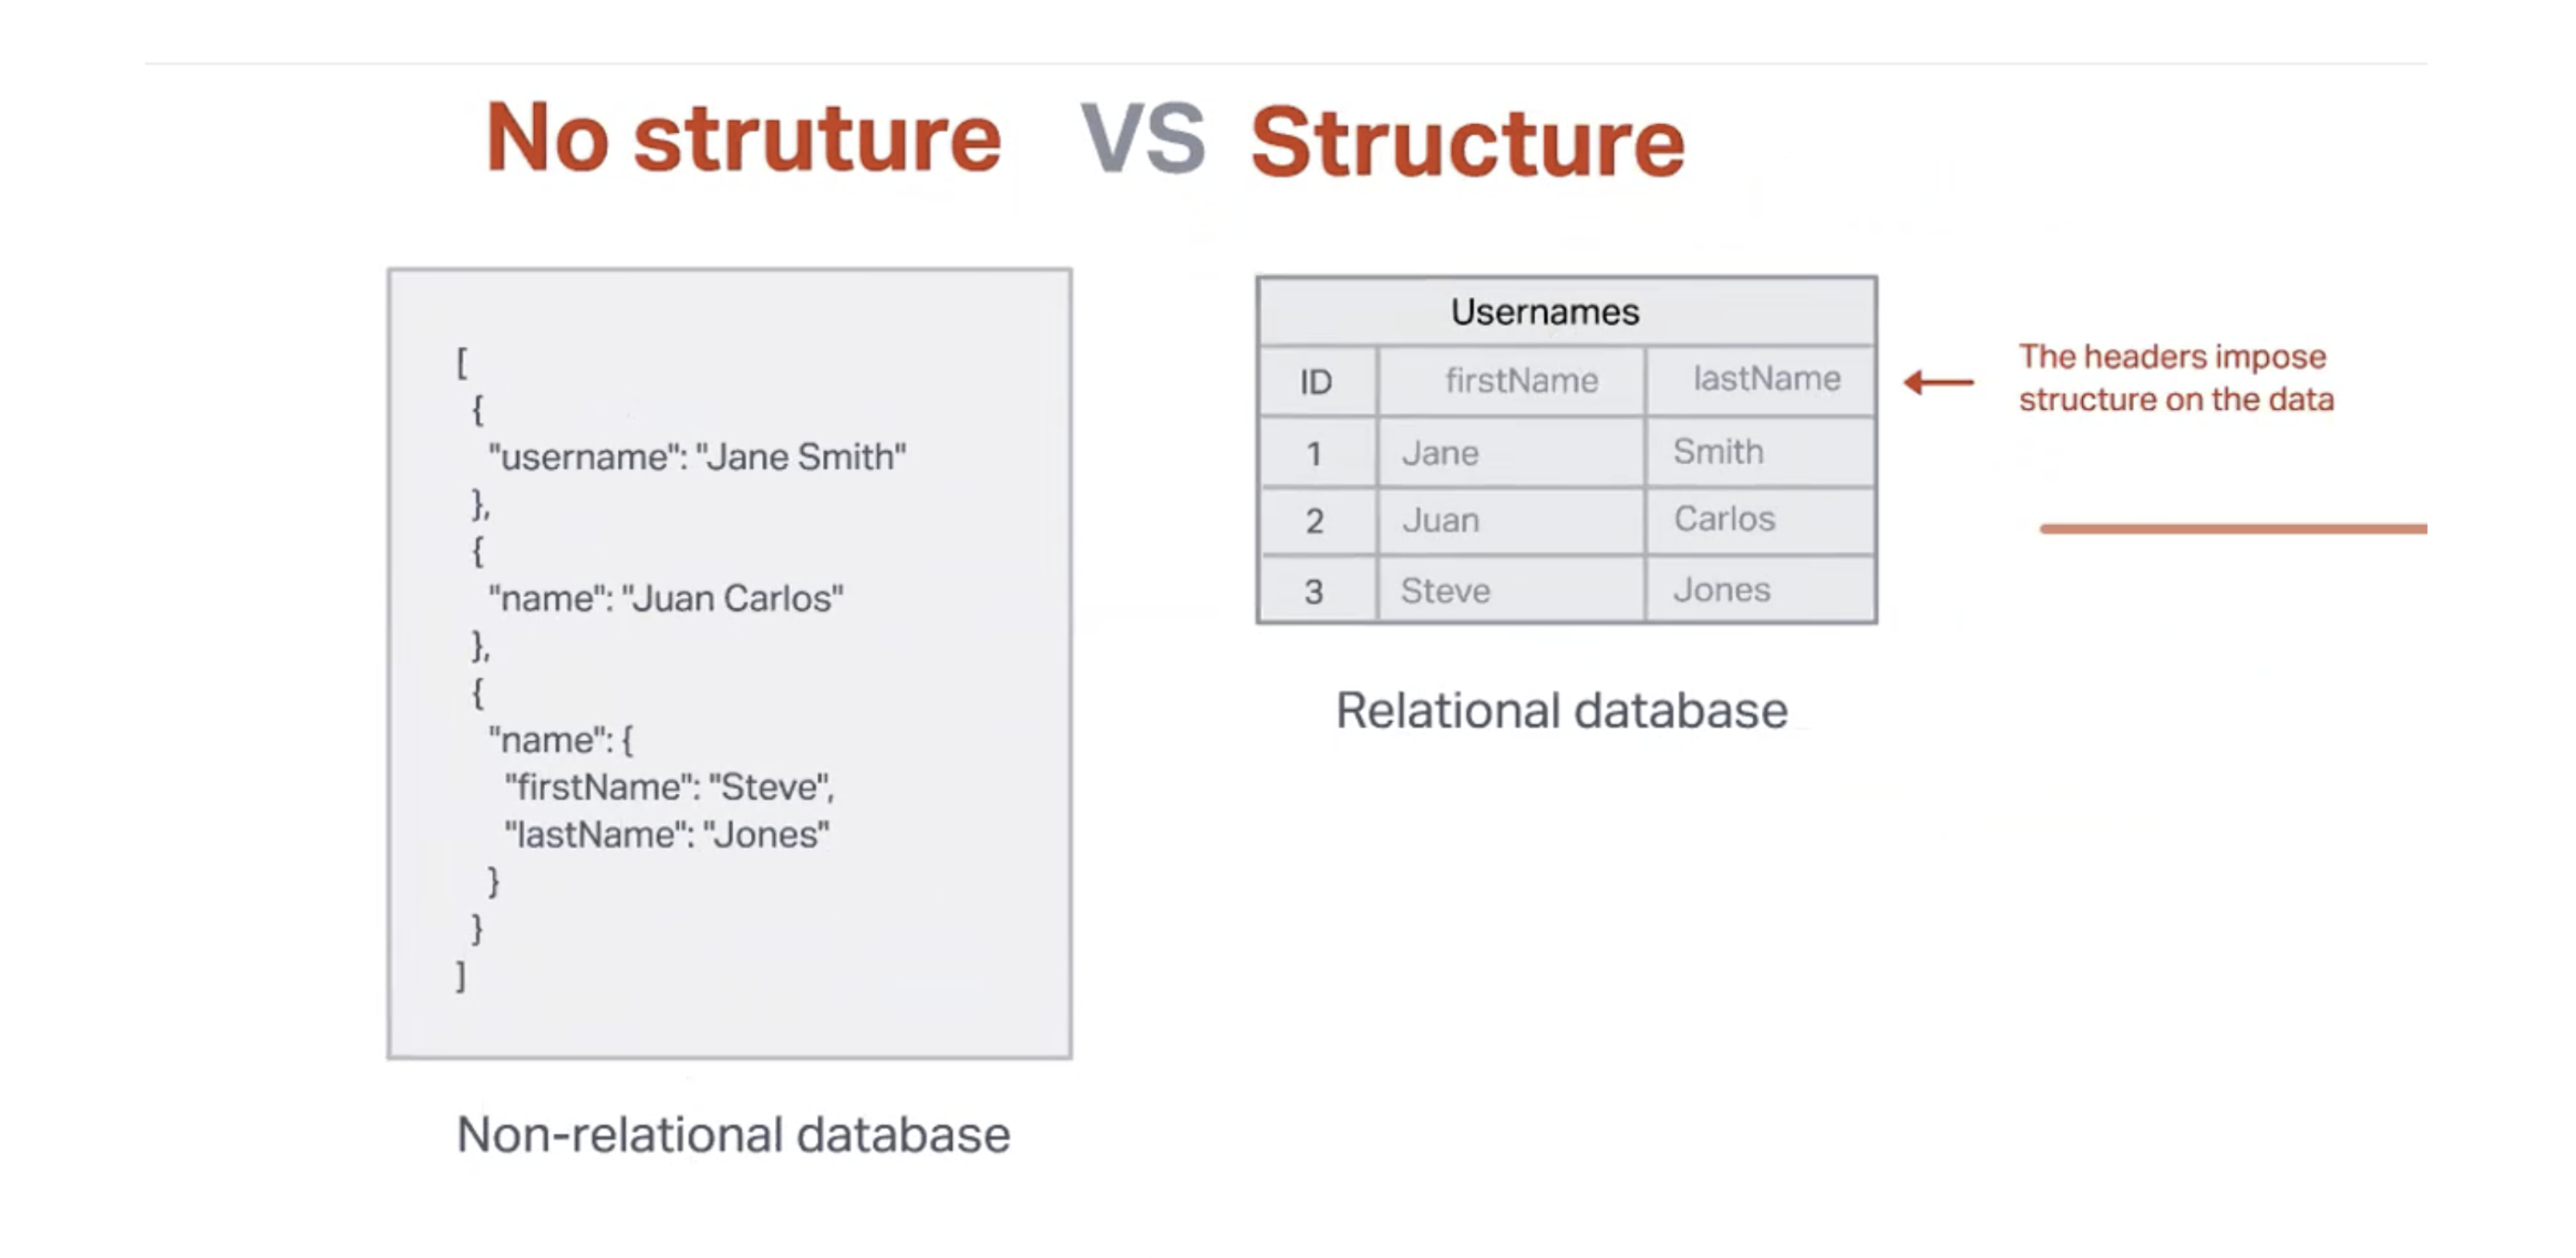 No struture VS Structure
[
{
"username": "Jane Smith"
},
{
"name": "Juan Carlos"
},
{
"name": {
"firstName": "Steve",
"lastName": "Jones"
}
}
]
Non-relational database
Usernames
ID firstName lastName
1 Jane Smith
2 Juan Carlos
3 Steve Jones
Relational database
The headers impose
structure on the data